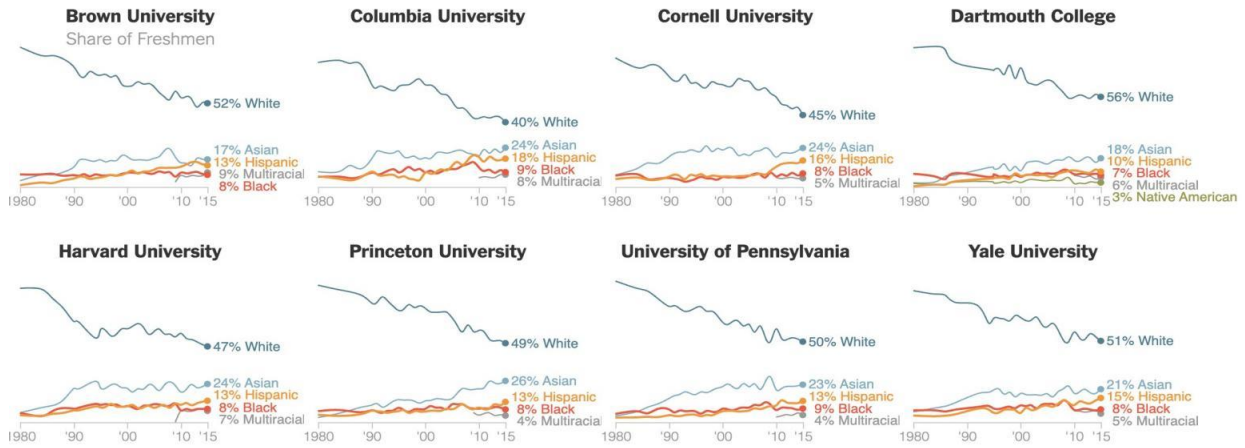 Brown University
Share of Freshmen
52% White
17% Asian
13% Hispanic
9% Multiracial
8% Black
1980 '90 '00 '10 '15
Columbia University
40% White
24% Asian
18% Hispanic
9% Black
8% Multiracial
1980 '90 '00 '10 '15
Cornell University
45% White
24% Asian
16% Hispanic
8% Black
5% Multiracial
1980 '90 '00 '10 '15
Dartmouth College
56% White
18% Asian
10% Hispanic
7% Black
6% Multiracial
3% Native American
1980 '90 '00 '10 '15
Harvard University
47% White
24% Asian
13% Hispanic
8% Black
7% Multiracial
1980 '90 '00 '10 '15
Princeton University
49% White
26% Asian
13% Hispanic
8% Black
4% Multiracial
1980 '90 '00 '10 '15
University of Pennsylvania
50% White
23% Asian
13% Hispanic
9% Black
4% Multiracial
1980 '90 '00 '10 '15
Yale University
51% White
21% Asian
15% Hispanic
8% Black
5% Multiracial
1980 '90 '00 '10 '15